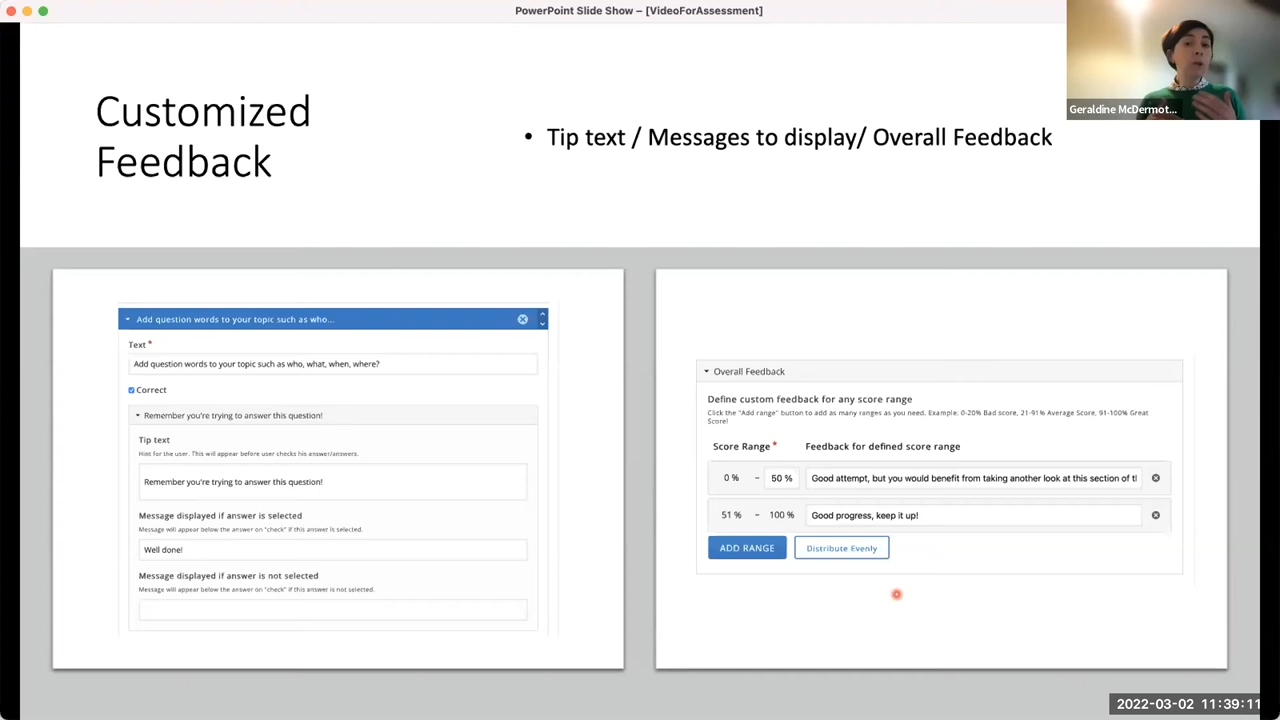 PowerPoint Slide Show – [VideoForAssessment]
Geraldine McDermot...
Customized
Feedback
• Tip text / Messages to display/ Overall Feedback
Add question words to your topic such as who...
Text *
Add question words to your topic such as who, what, when, where?
Correct
Remember you're trying to answer this question!
Tip text
Hint for the user. This will appear before user checks his answer/answers.
Remember you're trying to answer this question!
Message displayed if answer is selected
Message will appear below the answer on "check" if this answer is selected.
Well done!
Message displayed if answer is not selected
Message will appear below the answer on "check" if this answer is not selected.
Overall Feedback
Define custom feedback for any score range
Click the "Add range" button to add as many ranges as you need. Example: 0-20% Bad score, 21-91% Average Score, 91-100% Great
Score!
Score Range * Feedback for defined score range
0 % – 50 % Good attempt, but you would benefit from taking another look at this section of
51 % – 100 % Good progress, keep it up!
ADD RANGE Distribute Evenly
2022-03-02 11:39:11